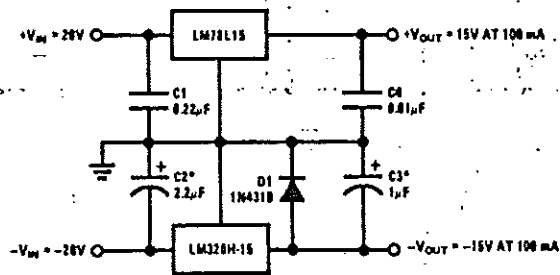 +VIN = 20V
LM78L15
+VOUT = 15V AT 100 mA
C1
0.22μF
C4
0.01μF
+
C2*
2.2μF
D1
1N4319
+
C3*
1μF
−VIN = −20V
LM320H-15
−VOUT = −15V AT 100 mA